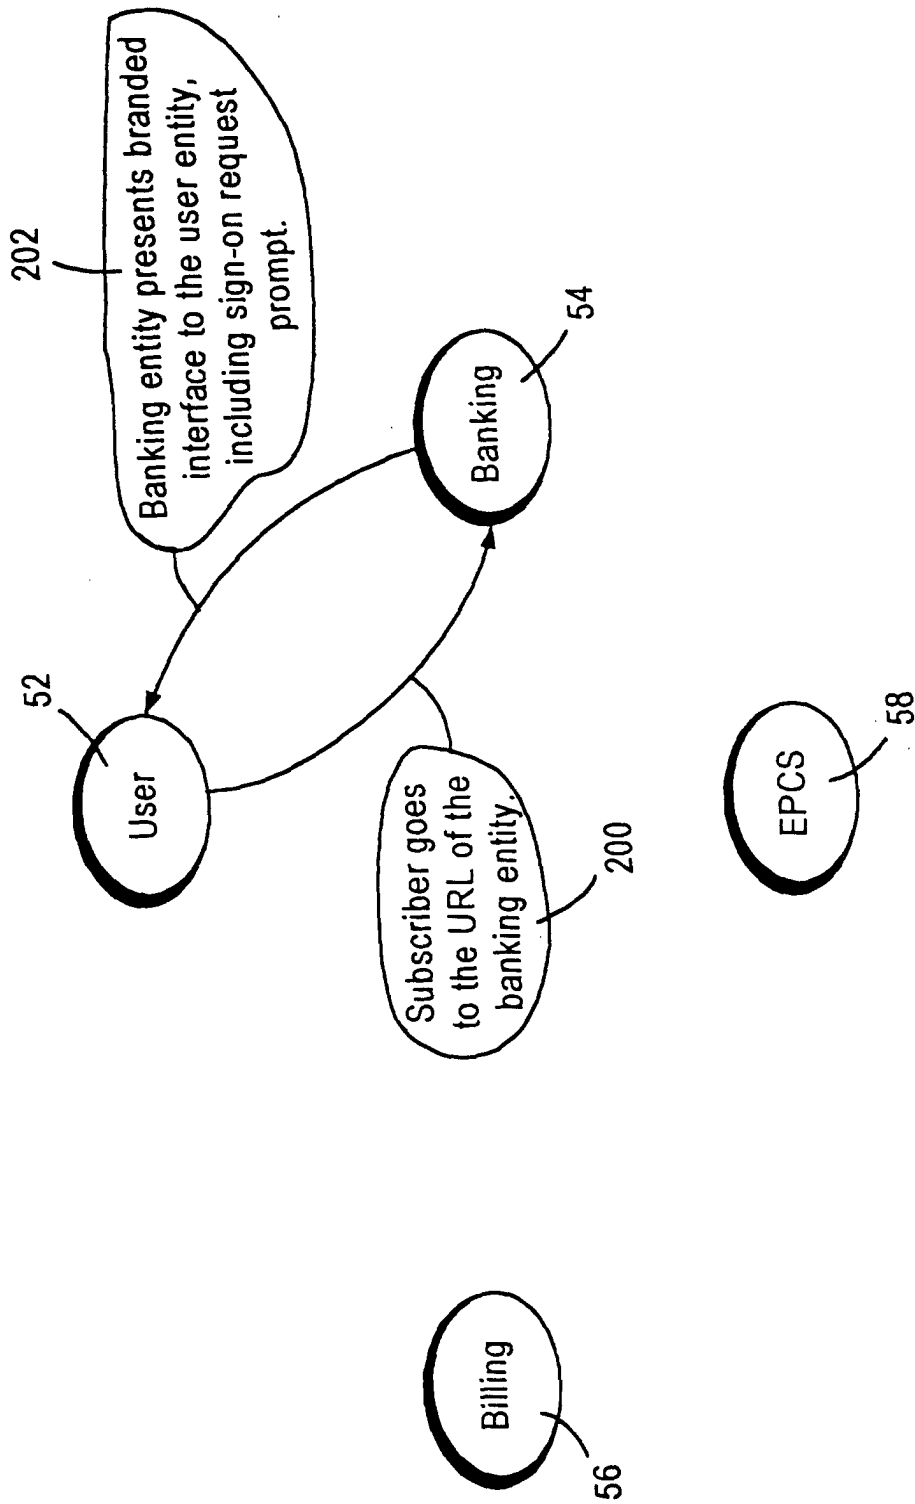 202
Banking entity presents branded
interface to the user entity,
including sign-on request
prompt.
52
User
Banking
54
Subscriber goes
to the URL of the
banking entity.
200
EPCS
58
Billing
56